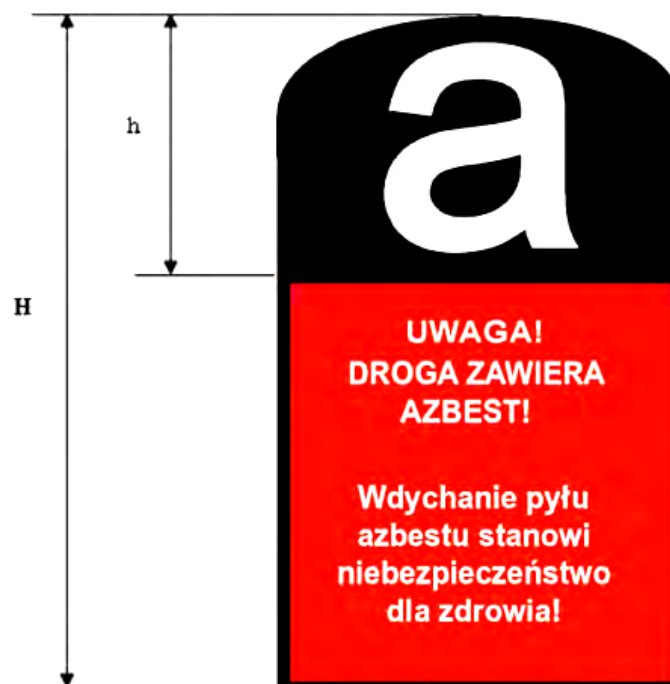 a
h
H
UWAGA!
DROGA ZAWIERA
AZBEST!
Wdychanie pyłu
azbestu stanowi
niebezpieczeństwo
dla zdrowia!